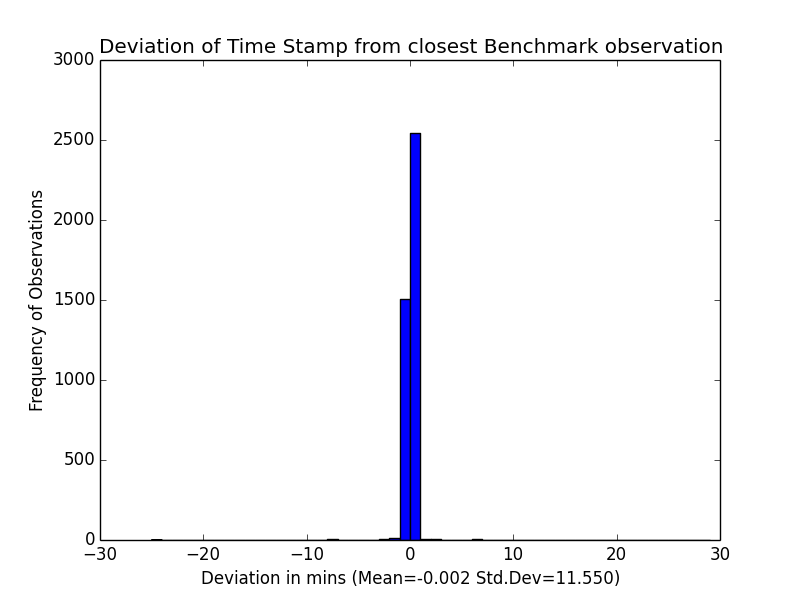 Deviation of Time Stamp from closest Benchmark observation
3000
2500
2000
1500
1000
500
0
Frequency of Observations
−30 −20 −10 0 10 20 30
Deviation in mins (Mean=-0.002 Std.Dev=11.550)